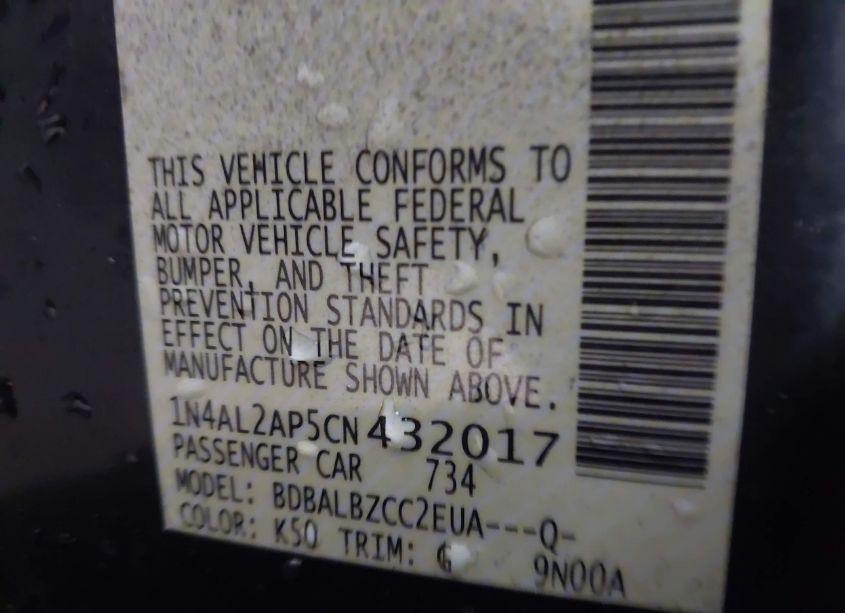 THIS VEHICLE CONFORMS TO
ALL APPLICABLE FEDERAL
MOTOR VEHICLE SAFETY,
BUMPER, AND THEFT
PREVENTION STANDARDS IN
EFFECT ON THE DATE OF
MANUFACTURE SHOWN ABOVE.
1N4AL2AP5CN432017
PASSENGER CAR 734
MODEL: BDBALBZCC2EUA---Q-
COLOR: K50 TRIM: G
9N00A